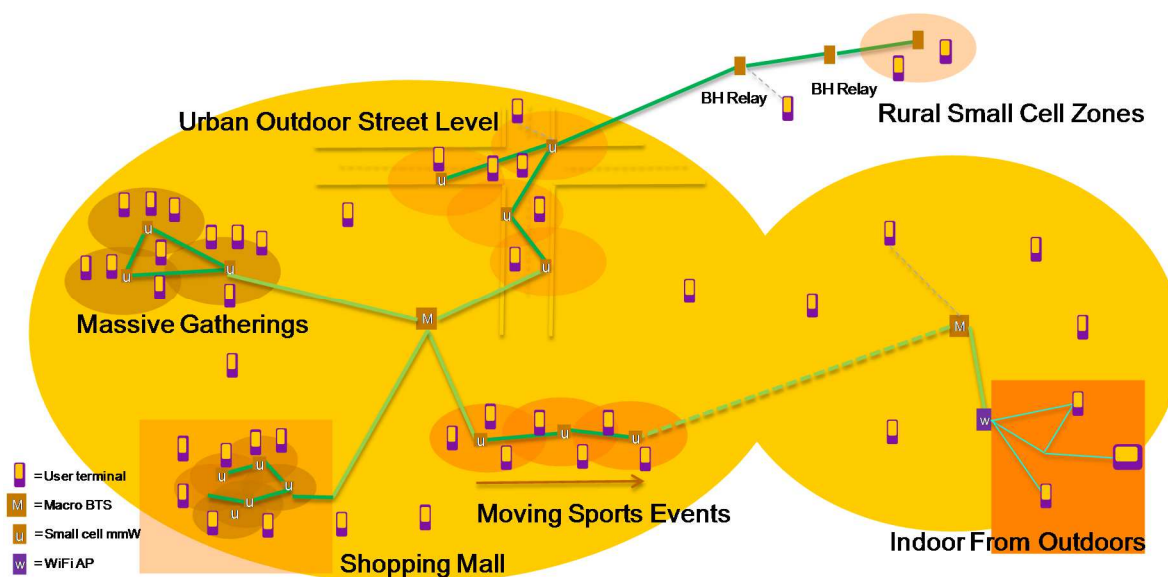 BH Relay
BH Relay
Rural Small Cell Zones
Urban Outdoor Street Level
u
u
u
u
u
u
u
Massive Gatherings
M
M
u
u
u
w
u
u
u
u
u
Moving Sports Events
Shopping Mall
Indoor From Outdoors
=User terminal
M =Macro BTS
u =Small cell mmW
w =WiFi AP